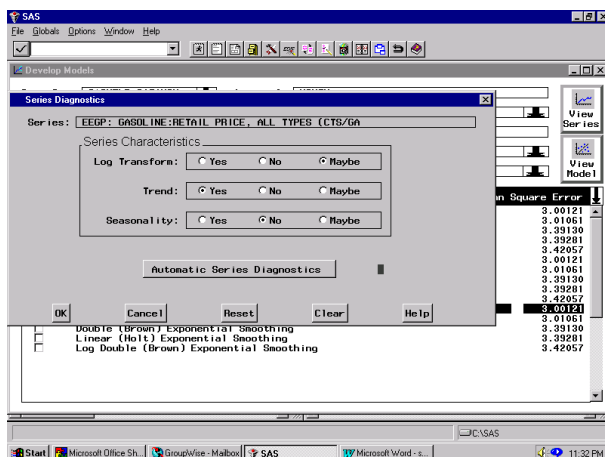 SAS
File Globals Options Window Help
Develop Models
Series Diagnostics
Series: EEGP: GASOLINE:RETAIL PRICE, ALL TYPES (CTS/GA
View Series
Series Characteristics
Log Transform: Yes No Maybe
View Model
Trend: Yes No Maybe
n Square Error
Seasonality: Yes No Maybe
3.00121
3.01061
3.39130
3.39281
3.42057
3.00121
3.01061
Automatic Series Diagnostics
3.39130
3.39281
3.42057
OK Cancel Reset Clear Help
3.00121
3.01061
Double (Brown) Exponential Smoothing 3.39130
Linear (Holt) Exponential Smoothing 3.39281
Log Double (Brown) Exponential Smoothing 3.42057
C:\SAS
Start Microsoft Office Sh... GroupWise - Mailbox SAS Microsoft Word - s... 11:32 PM